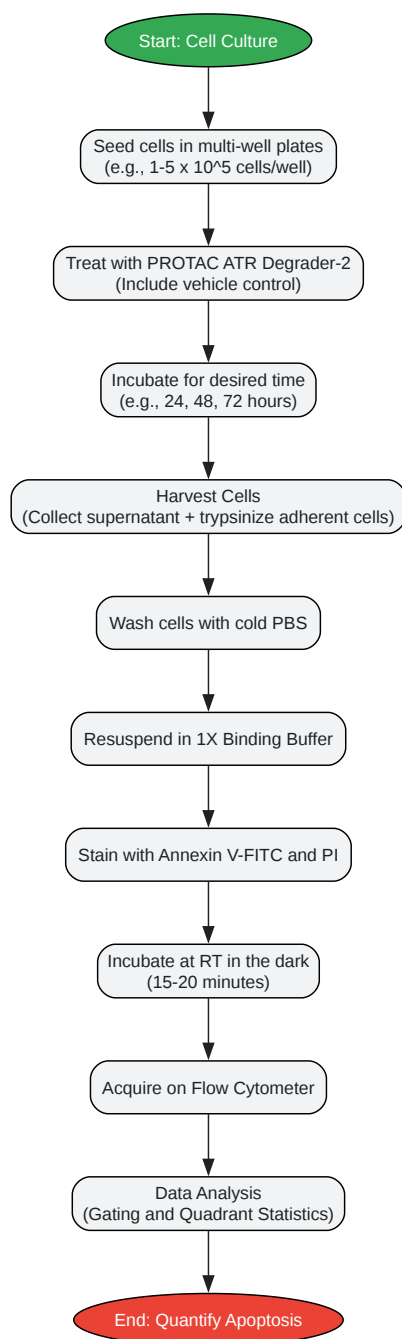 Start: Cell Culture
Seed cells in multi-well plates
(e.g., 1-5 x 10^5 cells/well)
Treat with PROTAC ATR Degrader-2
(Include vehicle control)
Incubate for desired time
(e.g., 24, 48, 72 hours)
Harvest Cells
(Collect supernatant + trypsinize adherent cells)
Wash cells with cold PBS
Resuspend in 1X Binding Buffer
Stain with Annexin V-FITC and PI
Incubate at RT in the dark
(15-20 minutes)
Acquire on Flow Cytometer
Data Analysis
(Gating and Quadrant Statistics)
End: Quantify Apoptosis